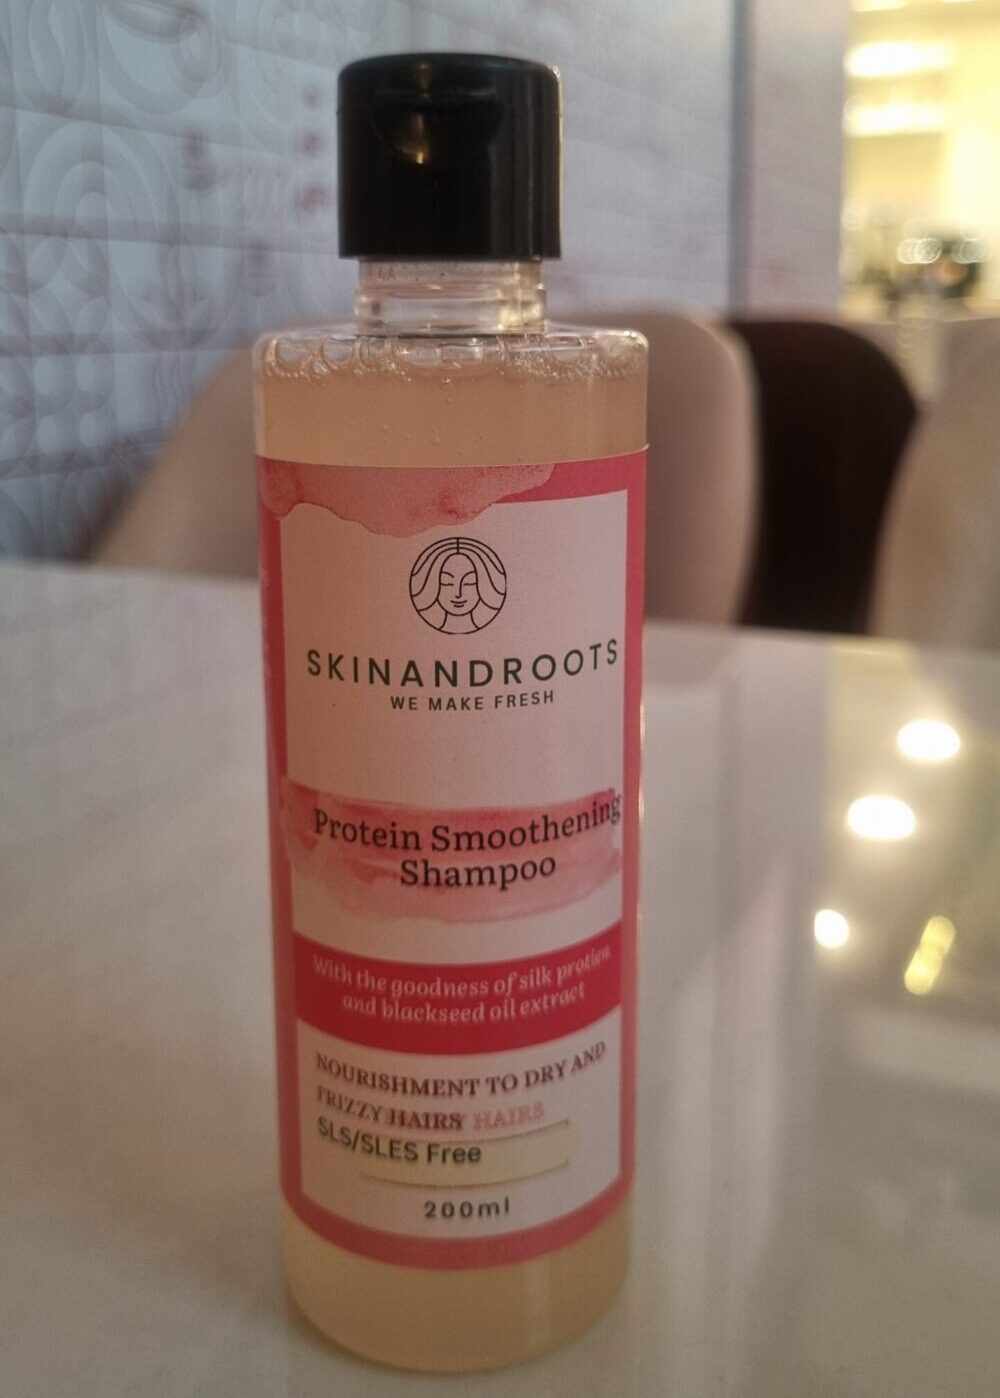 SKINANDROOTS
WE MAKE FRESH
Protein Smoothening
Shampoo
With the goodness of silk protien
and blackseed oil extract
NOURISHMENT TO DRY AND
FRIZZY HAIRS HAIRS
SLS/SLES Free
200ml